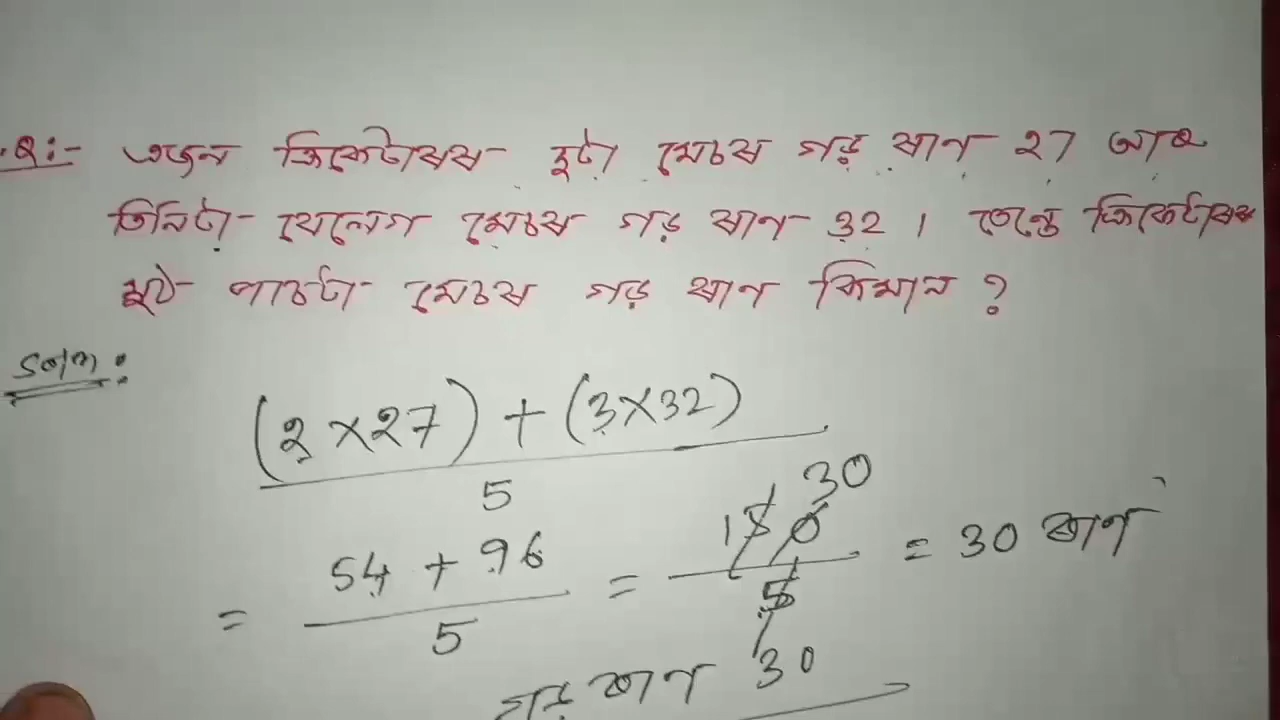 Q:- এজন ক্ৰিকেটাৰৰ দুটা মেচৰ গড় ৰাণ 27 আৰু
তিনিটা বেলেগ মেচৰ গড় ৰাণ 32 । তেন্তে ক্ৰিকেটাৰৰ
পাচটা মেচৰ গড় ৰাণ কিমান ?
Soln :
(2 × 27) + (3 × 32)
5
= 54 + 96 = 150 30 = 30 ৰাণ
5 5
গড় ৰাণ 30